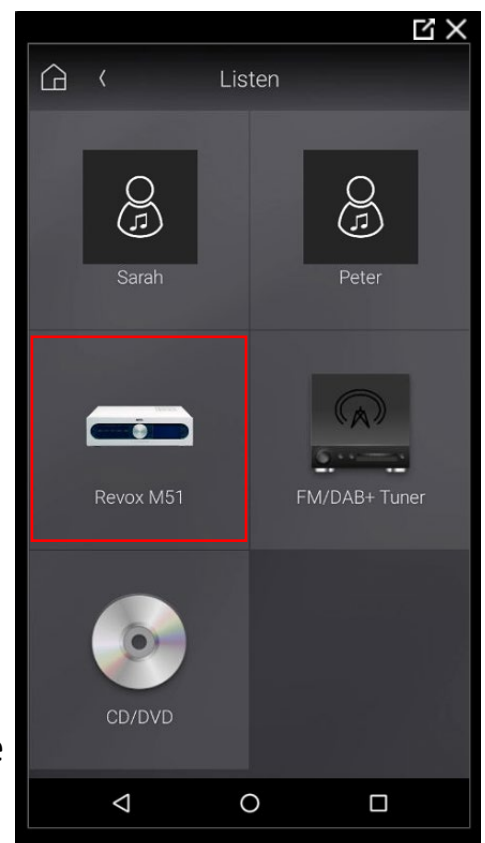 Listen
Sarah
Peter
Revox M51
FM/DAB+ Tuner
e
CD/DVD